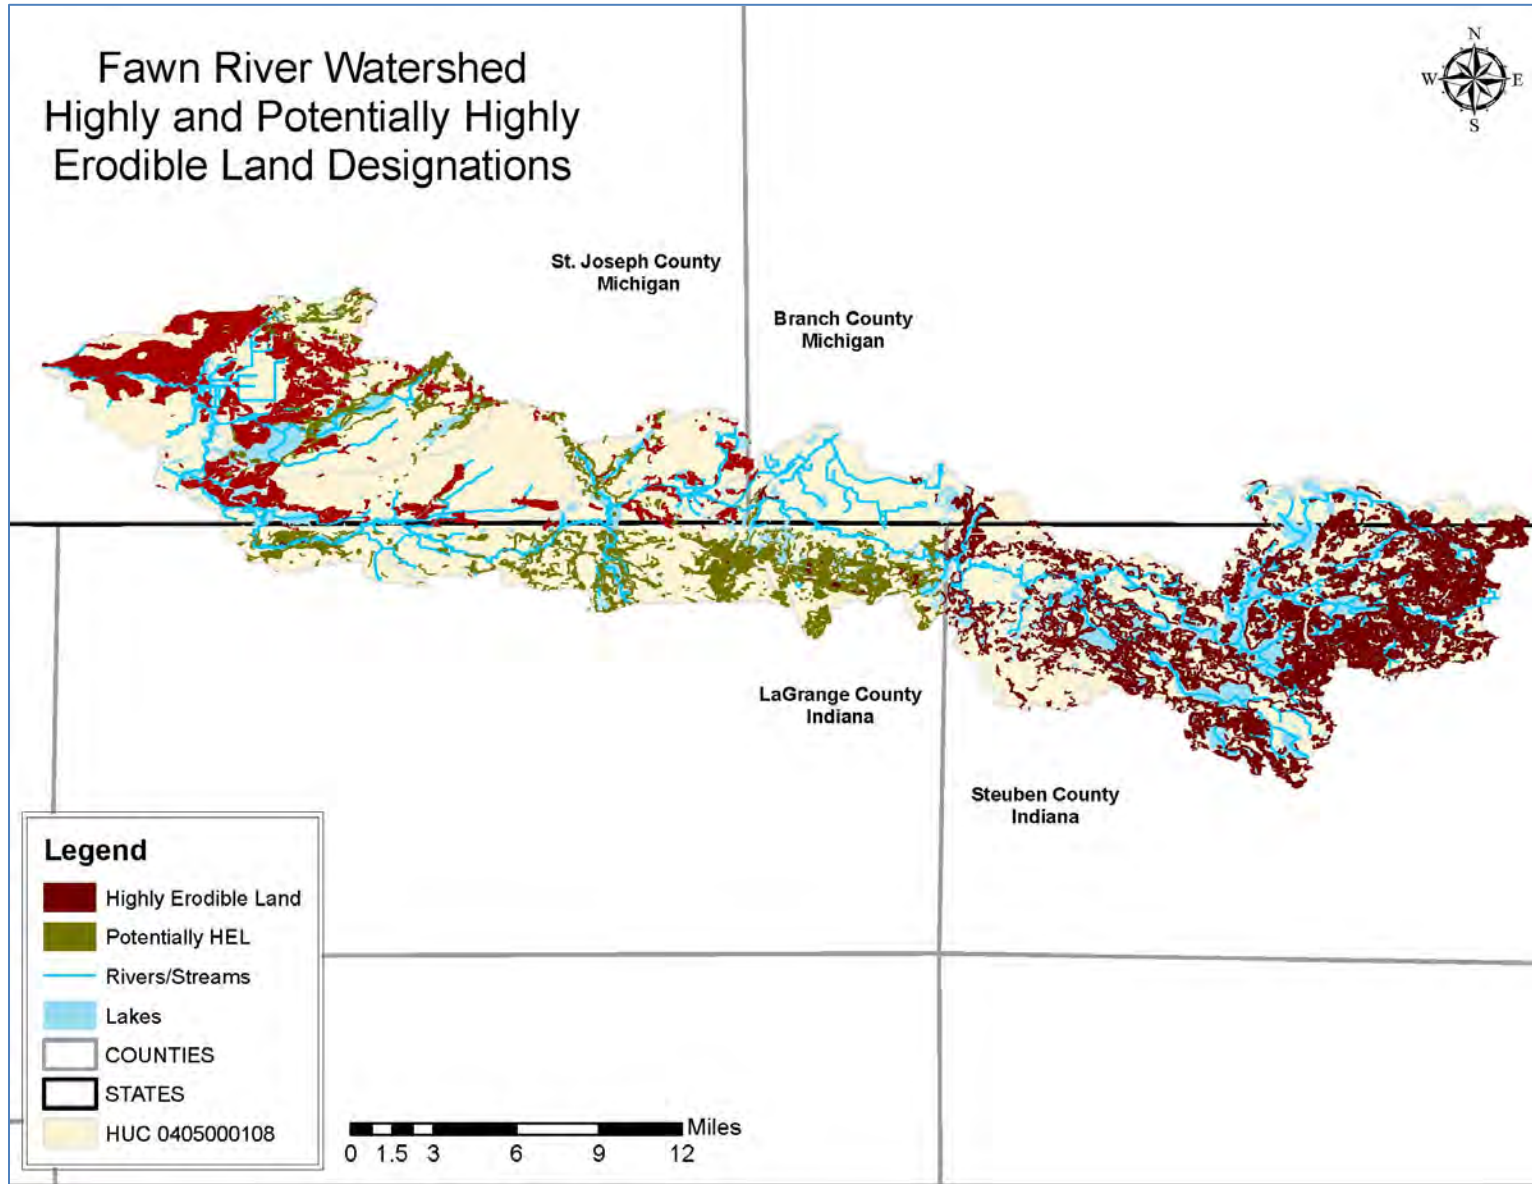 Fawn River Watershed
Highly and Potentially Highly
Erodible Land Designations
N
W
E
S
St. Joseph County
Michigan
Branch County
Michigan
LaGrange County
Indiana
Steuben County
Indiana
Legend
Highly Erodible Land
Potentially HEL
Rivers/Streams
Lakes
COUNTIES
STATES
HUC 0405000108
Miles
0 1.5 3 6 9 12